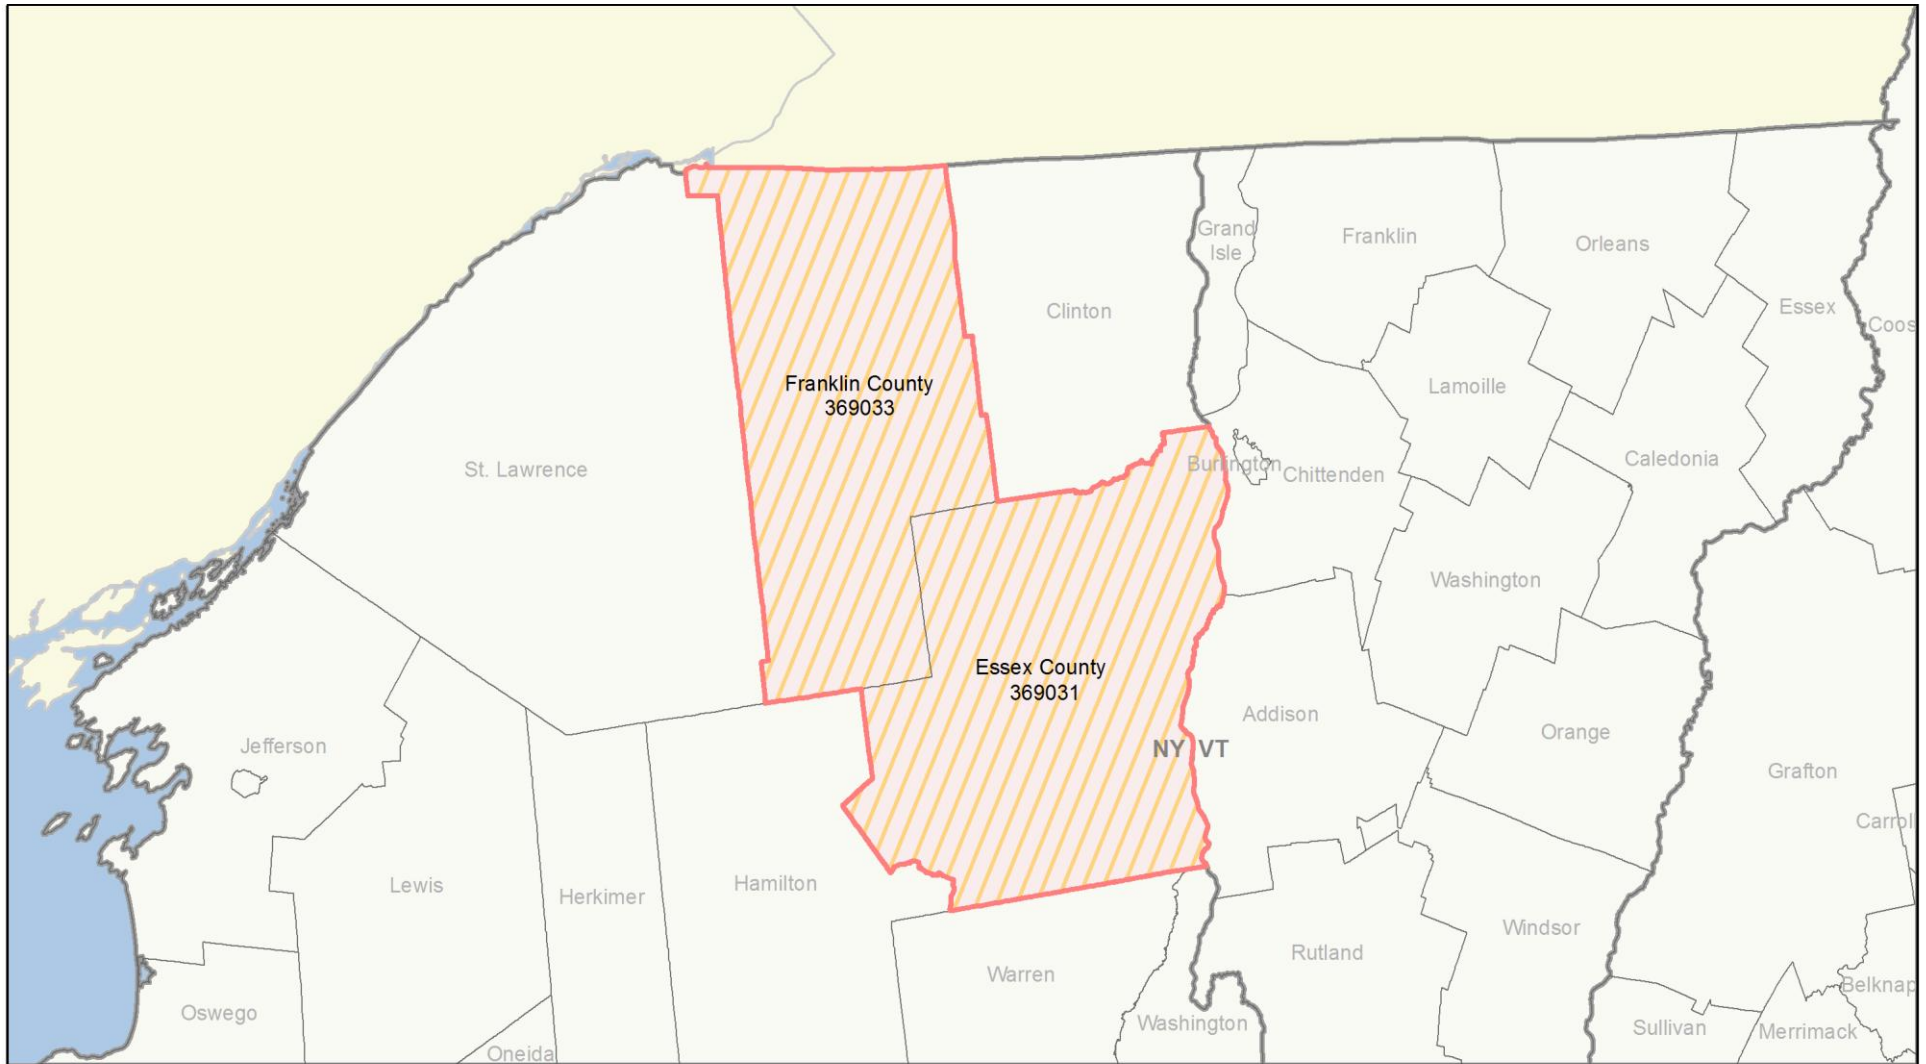 Grand
Isle
Franklin
Orleans
Clinton
Essex
Coos
Franklin County
369033
Lamoille
St. Lawrence
Burlington
Chittenden
Caledonia
Washington
Essex County
369031
Addison
Orange
Jefferson
NY VT
Grafton
Carrol
Lewis
Herkimer
Hamilton
Windsor
Rutland
Warren
Belknap
Oswego
Washington
Sullivan
Merrimack
Oneida